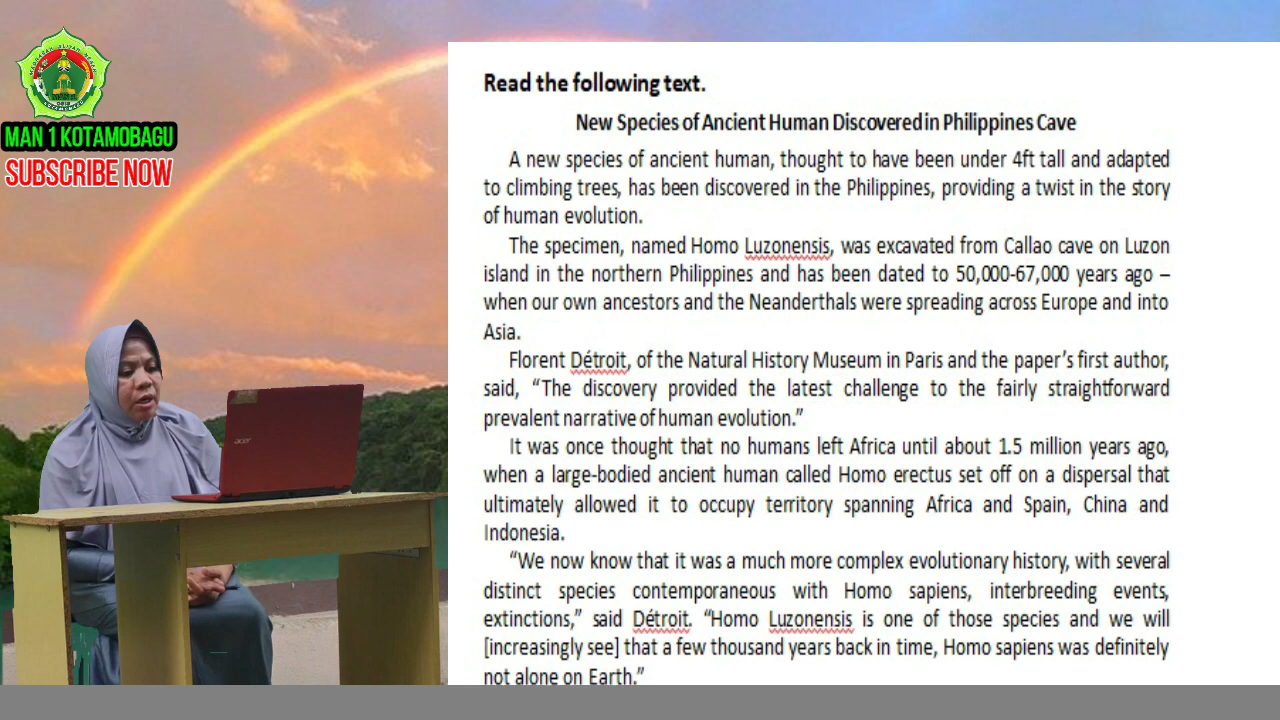 MAN 1 KOTAMOBAGU
SUBSCRIBE NOW
acer
Read the following text.
New Species of Ancient Human Discovered in Philippines Cave
A new species of ancient human, thought to have been under 4ft tall and adapted
to climbing trees, has been discovered in the Philippines, providing a twist in the story
of human evolution.
The specimen, named Homo Luzonensis, was excavated from Callao cave on Luzon
island in the northern Philippines and has been dated to 50,000-67,000 years ago –
when our own ancestors and the Neanderthals were spreading across Europe and into
Asia.
Florent Détroit, of the Natural History Museum in Paris and the paper’s first author,
said, “The discovery provided the latest challenge to the fairly straightforward
prevalent narrative of human evolution.”
It was once thought that no humans left Africa until about 1.5 million years ago,
when a large-bodied ancient human called Homo erectus set off on a dispersal that
ultimately allowed it to occupy territory spanning Africa and Spain, China and
Indonesia.
“We now know that it was a much more complex evolutionary history, with several
distinct species contemporaneous with Homo sapiens, interbreeding events,
extinctions,” said Détroit. “Homo Luzonensis is one of those species and we will
[increasingly see] that a few thousand years back in time, Homo sapiens was definitely
not alone on Earth.”